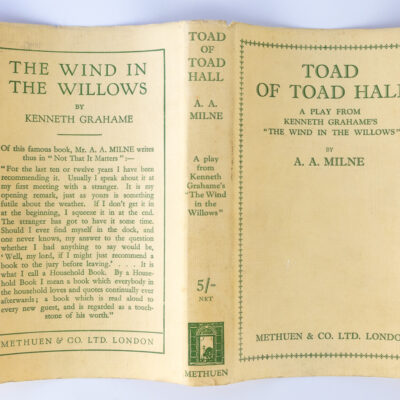 THE WIND IN
THE WILLOWS
BY
KENNETH GRAHAME
Of this famous book, Mr. A. A. MILNE writes
thus in "Not That It Matters":—
"For the last ten or twelve years I have been
recommending it. Usually I speak about it at
my first meeting with a stranger. It is my
opening remark, just as yours is something
futile about the weather. If I don't get it in
at the beginning, I squeeze it in at the end.
The stranger has got to have it some time.
Should I ever find myself in the dock, and
one never knows, my answer to the question
whether I had anything to say would be,
'Well, my lord, if I might just recommend a
book to the jury before leaving.' . . . It is
what I call a Household Book. By a House-
hold Book I mean a book which everybody in
the household loves and quotes continually ever
afterwards; a book which is read aloud to
every new guest, and is regarded as a touch-
stone of his worth."
METHUEN & CO. LTD. LONDON
TOAD
OF
TOAD
HALL
A. A.
MILNE
A play
from
Kenneth
Grahame's
"The Wind
in the
Willows"
5/-
NET
METHUEN
TOAD
OF TOAD HALL
A PLAY FROM
KENNETH GRAHAME'S
"THE WIND IN THE WILLOWS"
BY
A. A. MILNE
METHUEN & CO. LTD. LONDON